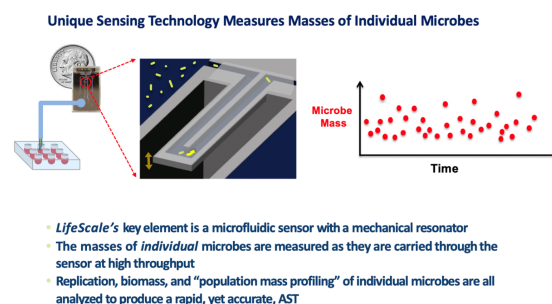 Unique Sensing Technology Measures Masses of Individual Microbes
Microbe
Mass
Time
LifeScale's key element is a microfluidic sensor with a mechanical resonator
The masses of individual microbes are measured as they are carried through the
sensor at high throughput
Replication, biomass, and “population mass profiling” of individual microbes are all
analyzed to produce a rapid, yet accurate, AST